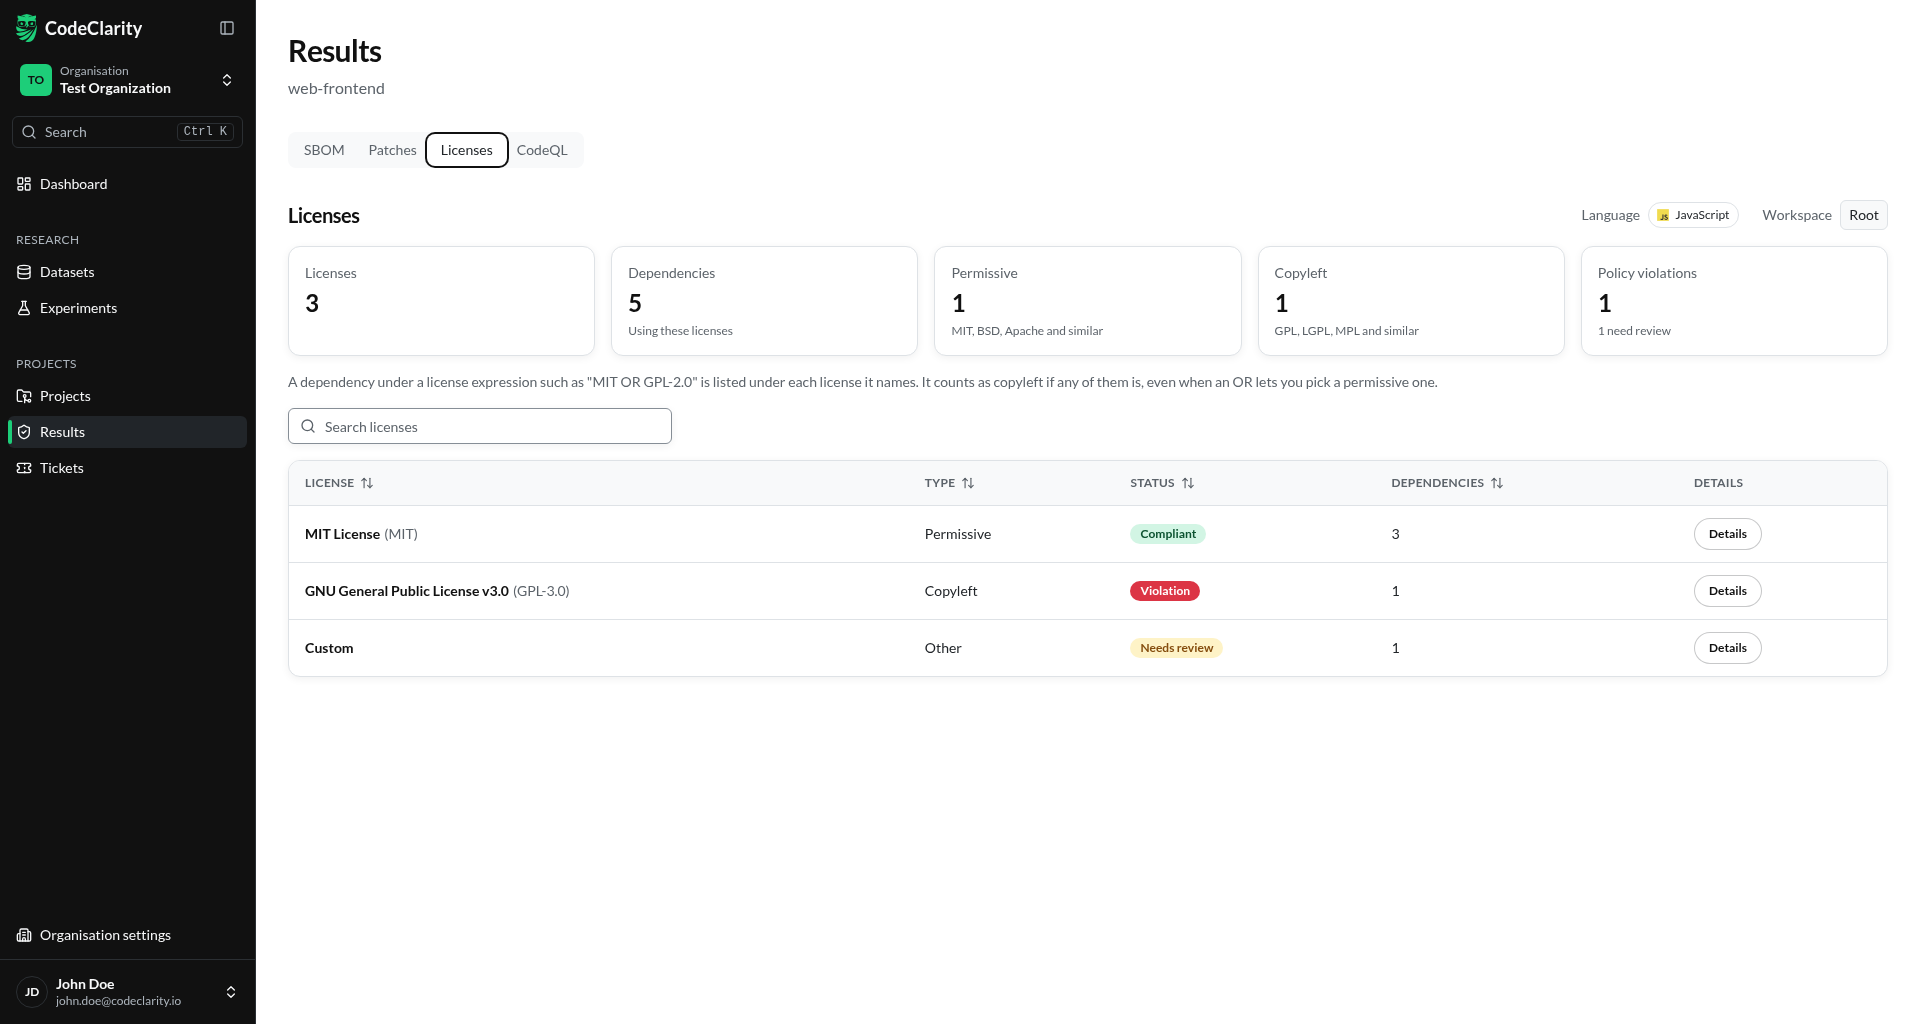 CodeClarity
TO
Organisation
Test Organization
Search
Ctrl K
Dashboard
RESEARCH
Datasets
Experiments
PROJECTS
Projects
Results
Tickets
Organisation settings
JD
John Doe
john.doe@codeclarity.io
Results
web-frontend
SBOM
Patches
Licenses
CodeQL
Licenses
Language
JS
JavaScript
Workspace
Root
Licenses
3
Dependencies
5
Using these licenses
Permissive
1
MIT, BSD, Apache and similar
Copyleft
1
GPL, LGPL, MPL and similar
Policy violations
1
1 need review
A dependency under a license expression such as "MIT OR GPL-2.0" is listed under each license it names. It counts as copyleft if any of them is, even when an OR lets you pick a permissive one.
Search licenses
LICENSE TYPE STATUS DEPENDENCIES DETAILS
MIT License (MIT) Permissive Compliant 3 Details
GNU General Public License v3.0 (GPL-3.0) Copyleft Violation 1 Details
Custom Other Needs review 1 Details